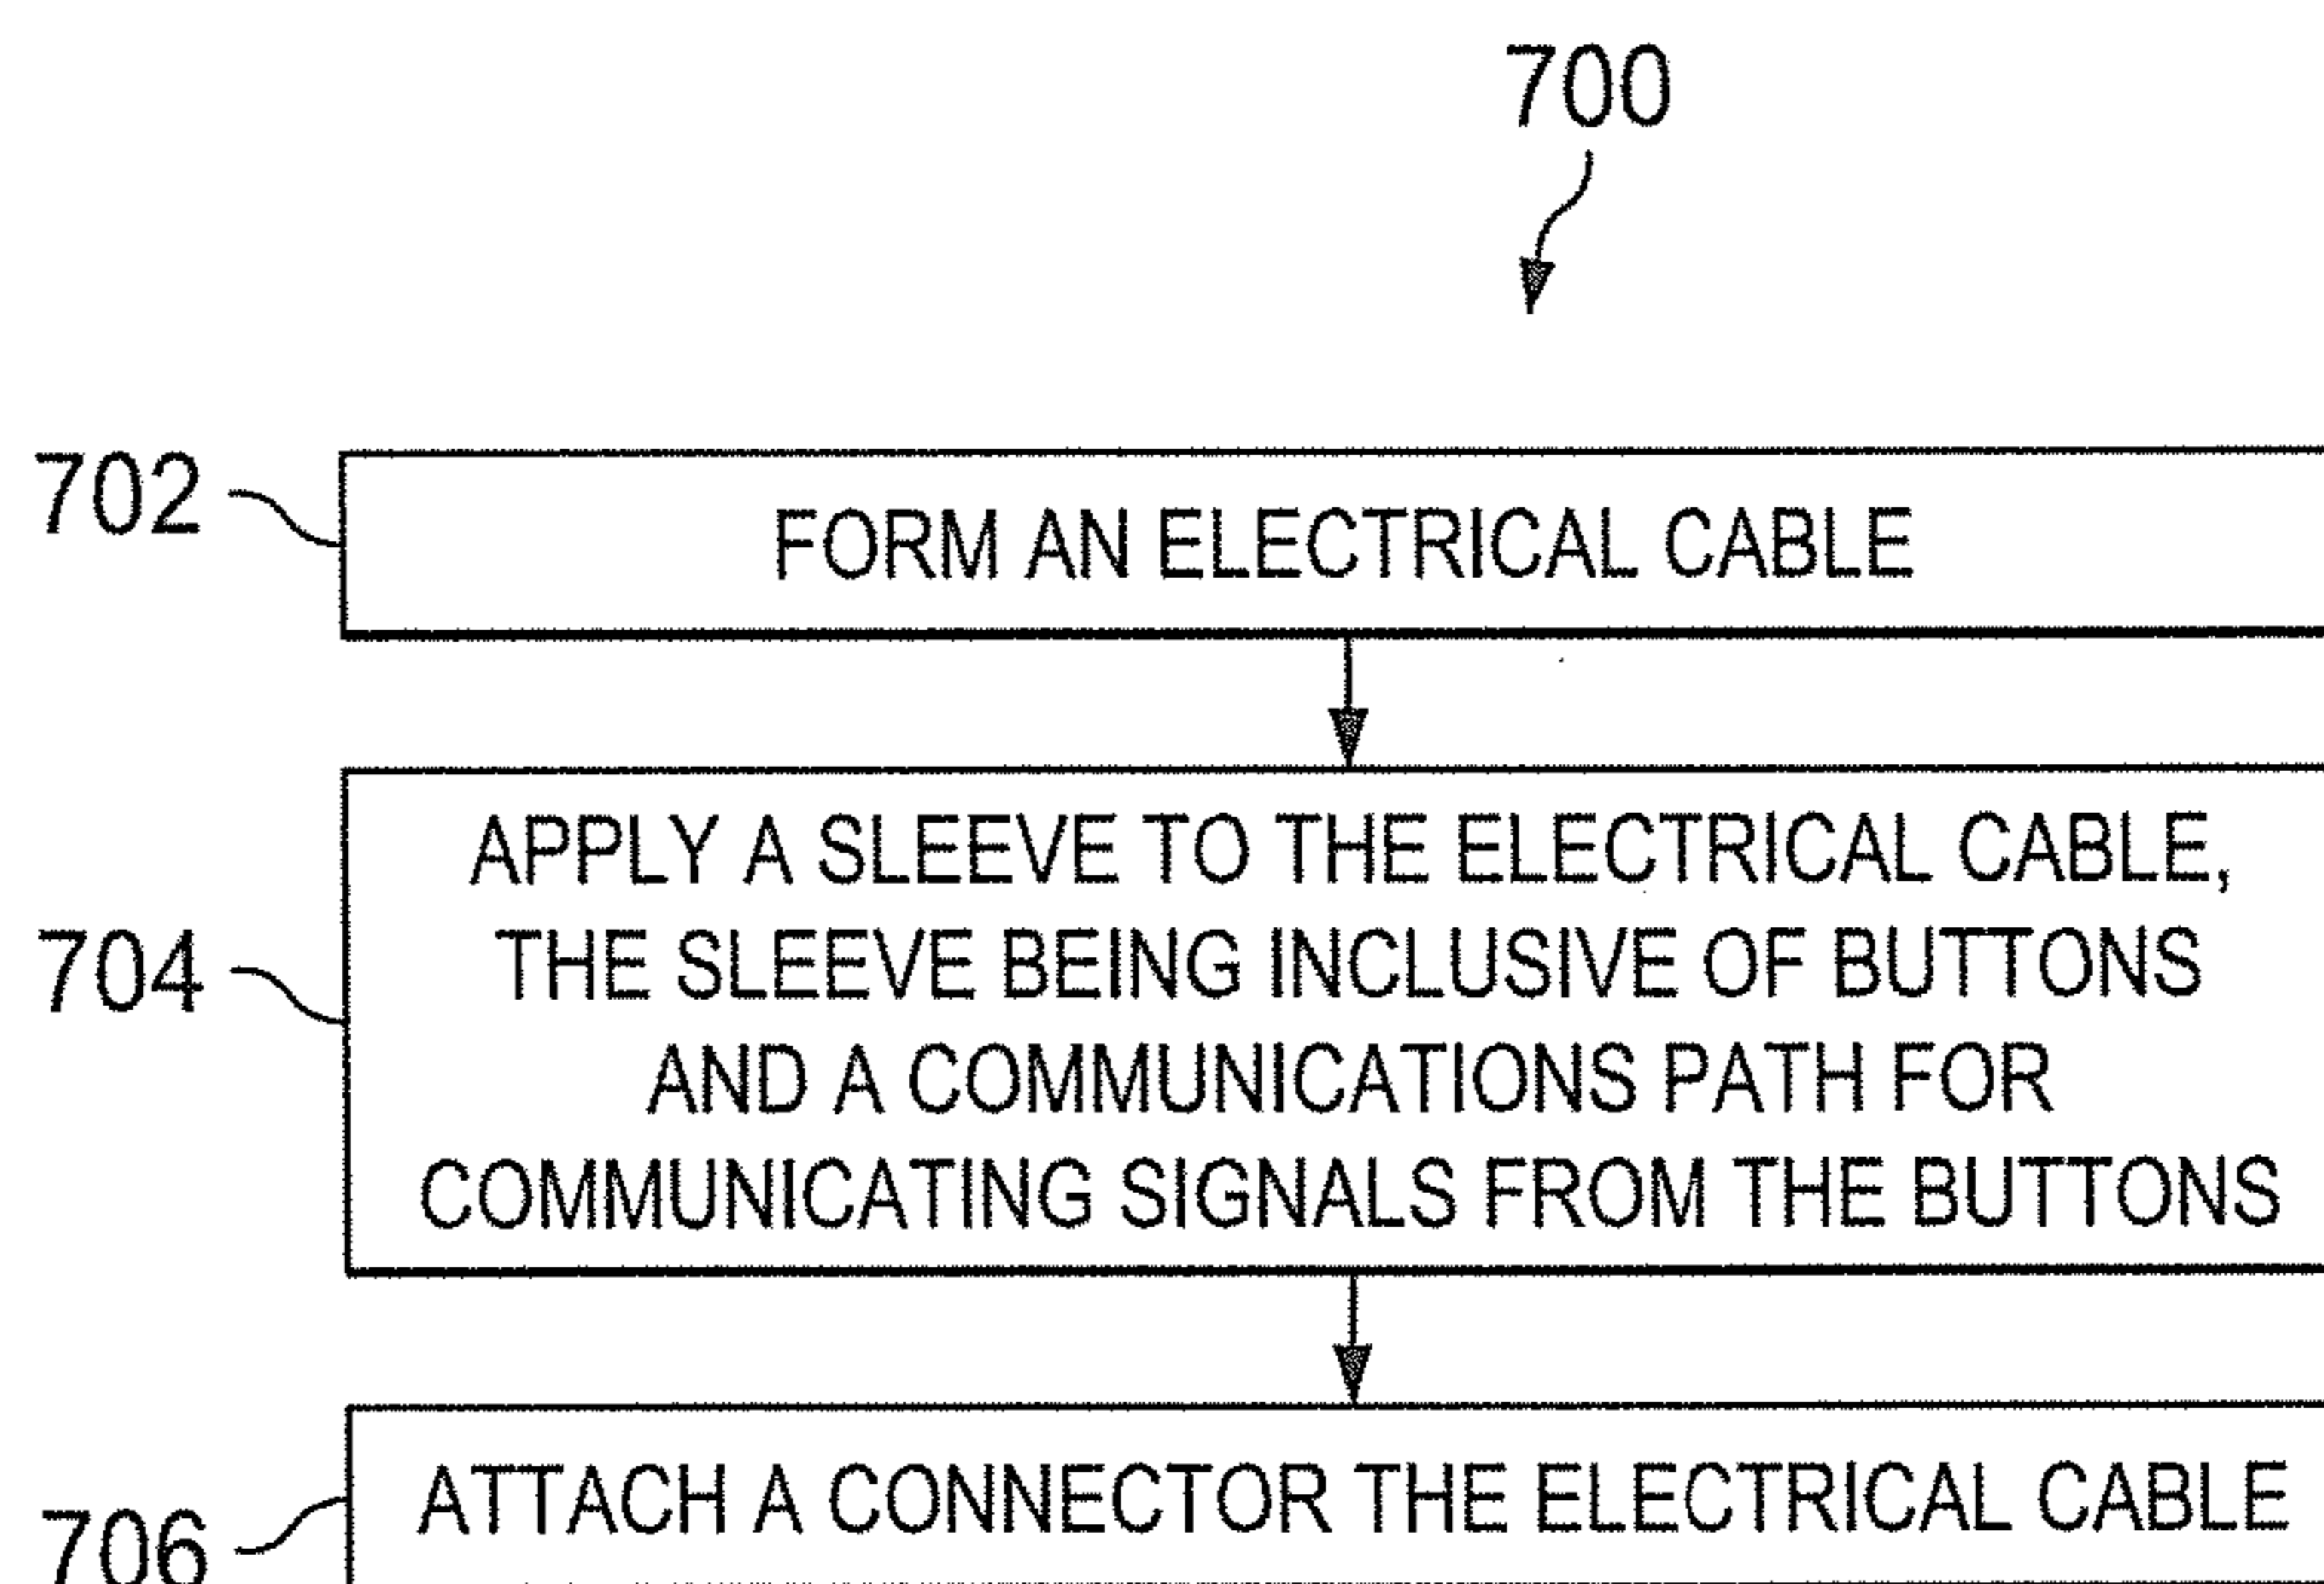 700
702
FORM AN ELECTRICAL CABLE
704
APPLY A SLEEVE TO THE ELECTRICAL CABLE,
THE SLEEVE BEING INCLUSIVE OF BUTTONS
AND A COMMUNICATIONS PATH FOR
COMMUNICATING SIGNALS FROM THE BUTTONS
706
ATTACH A CONNECTOR THE ELECTRICAL CABLE